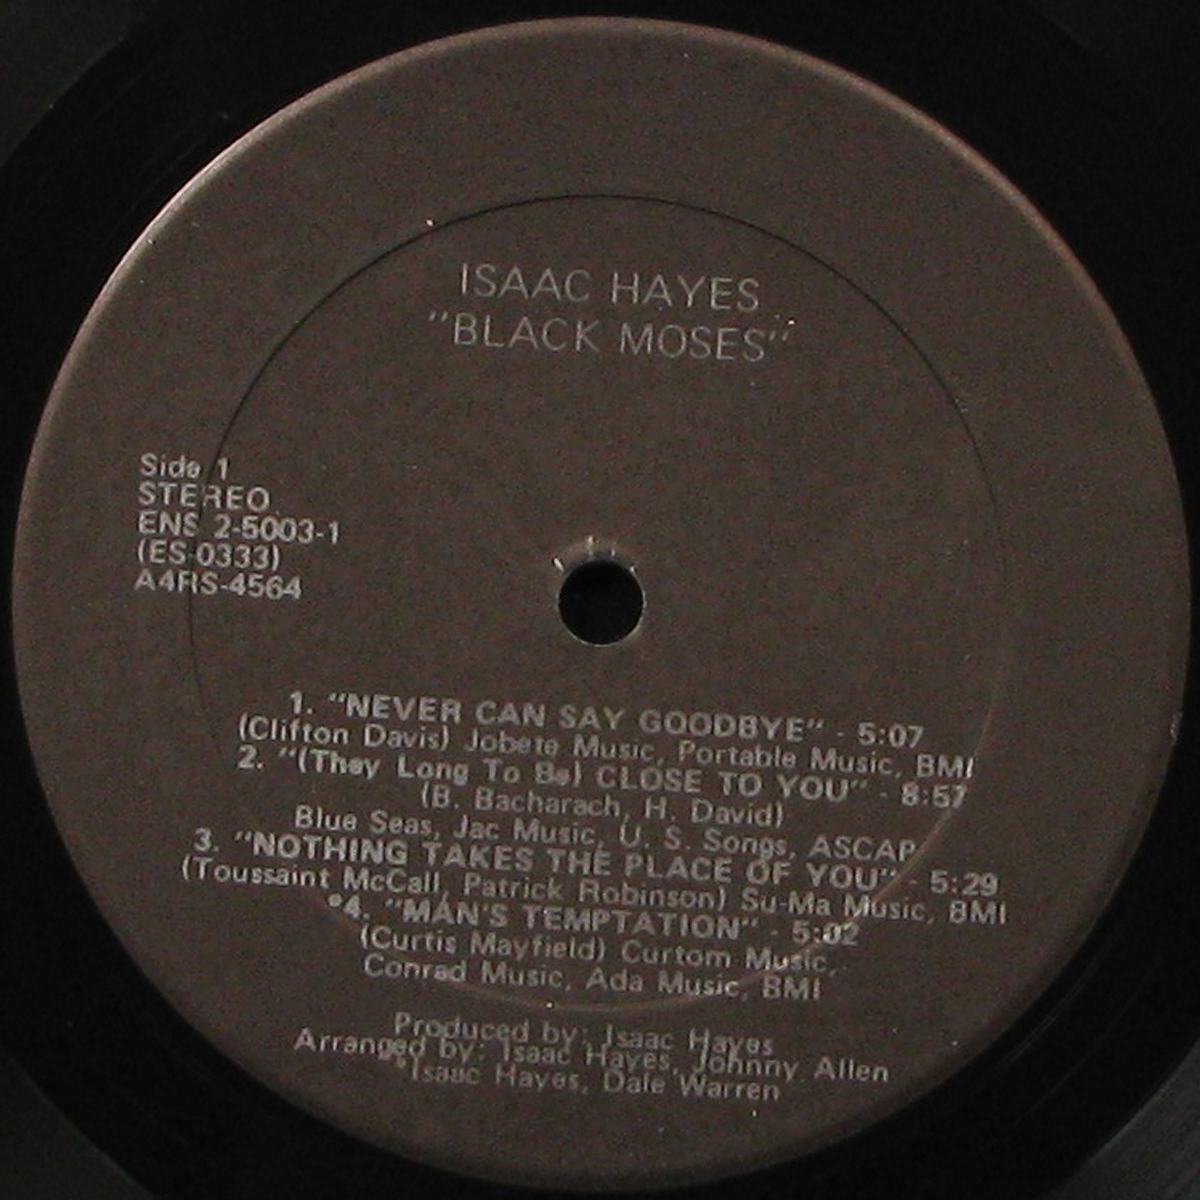 ISAAC HAYES
"BLACK MOSES"
Side 1
STEREO
ENS 2-5003-1
(ES-0333)
A4RS-4564
1. "NEVER CAN SAY GOODBYE" - 5:07
(Clifton Davis) Jobete Music, Portable Music, BMI
2. "(They Long To Be) CLOSE TO YOU" - 8:57
(B. Bacharach, H. David)
Blue Seas, Jac Music, U. S. Songs, ASCAP
3. "NOTHING TAKES THE PLACE OF YOU" - 5:29
(Toussaint McCall, Patrick Robinson) Su-Ma Music, BMI
*4. "MAN'S TEMPTATION" - 5:02
(Curtis Mayfield) Curtom Music,
Conrad Music, Ada Music, BMI
Produced by: Isaac Hayes
Arranged by: Isaac Hayes, Johnny Allen
*Isaac Hayes, Dale Warren